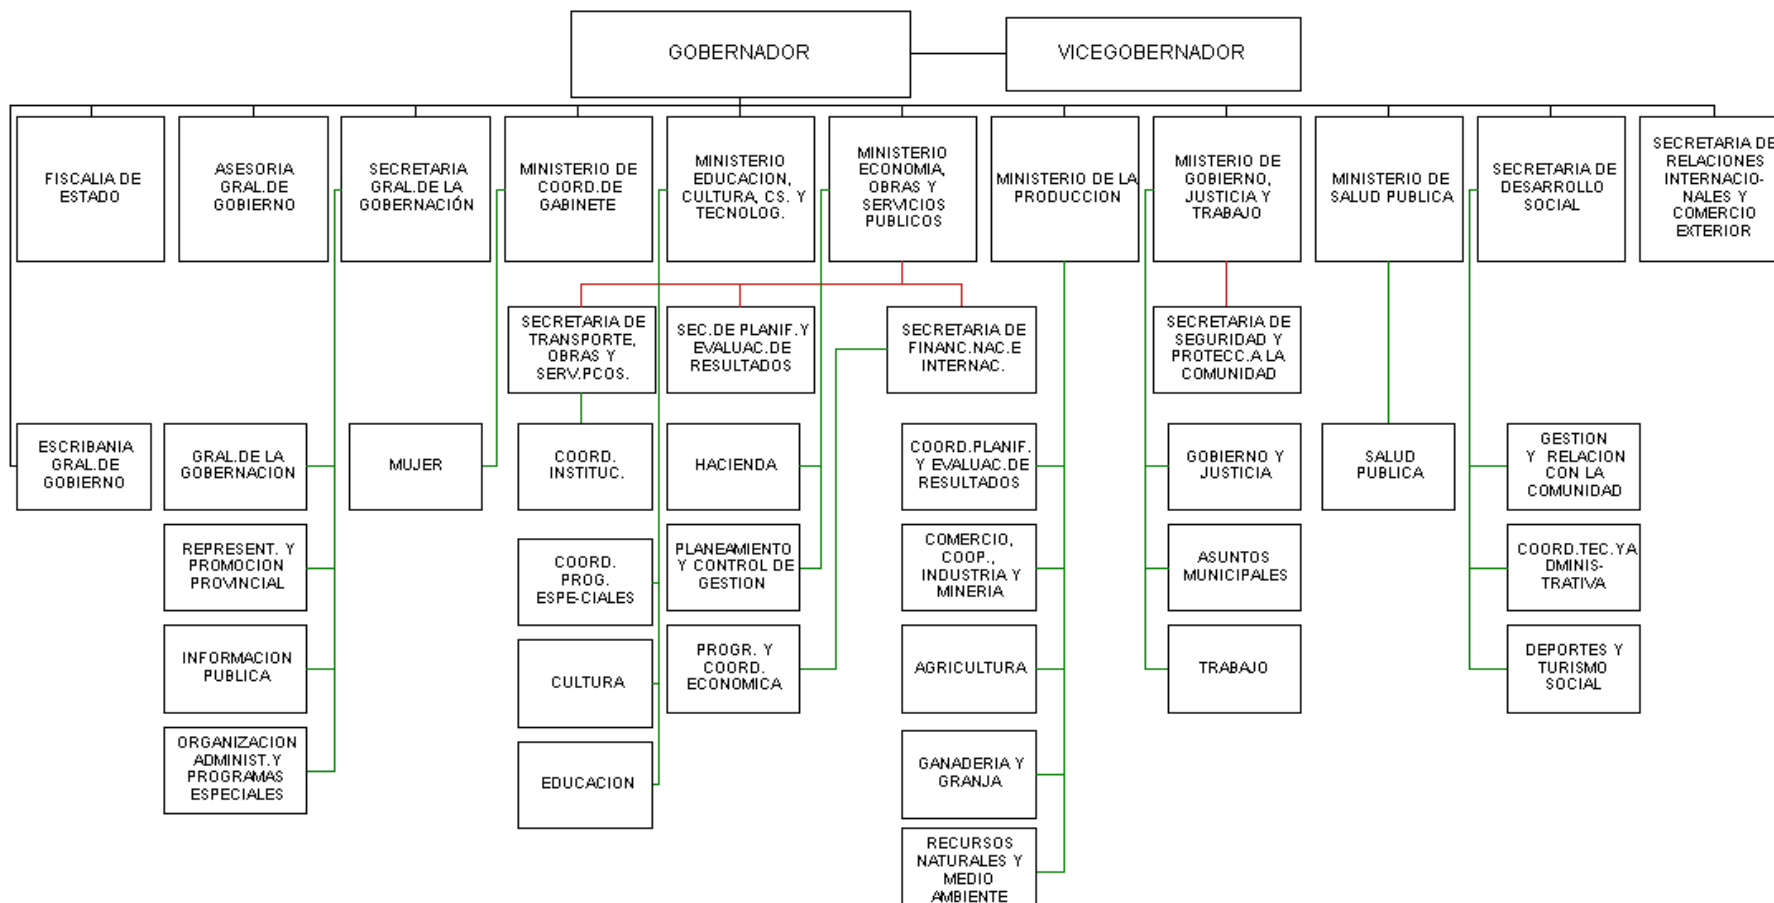 GOBERNADOR
VICEGOBERNADOR
FISCALIA DE
ESTADO
ASESORIA
GRAL.DE
GOBIERNO
SECRETARIA
GRAL.DE LA
GOBERNACIÓN
MINISTERIO DE
COORD.DE
GABINETE
MINISTERIO
EDUCACION,
CULTURA, CS. Y
TECNOLOG.
MINISTERIO
ECONOMIA,
OBRAS Y
SERVICIOS
PUBLICOS
MINISTERIO DE LA
PRODUCCION
MIISTERIO DE
GOBIERNO,
JUSTICIA Y
TRABAJO
MINISTERIO DE
SALUD PUBLICA
SECRETARIA DE
DESARROLLO
SOCIAL
SECRETARIA DE
RELACIONES
INTERNACIO-
NALES Y
COMERCIO
EXTERIOR
SECRETARIA DE
TRANSPORTE,
OBRAS Y
SERV.PCOS.
SEC.DE PLANIF.Y
EVALUAC.DE
RESULTADOS
SECRETARIA DE
FINANC.NAC.E
INTERNAC.
SECRETARIA DE
SEGURIDAD Y
PROTECC.A LA
COMUNIDAD
ESCRIBANIA
GRAL.DE
GOBIERNO
GRAL.DE LA
GOBERNACION
MUJER
COORD.
INSTITUC.
HACIENDA
COORD.PLANIF.
Y EVALUAC.DE
RESULTADOS
GOBIERNO Y
JUSTICIA
SALUD
PUBLICA
GESTION
Y RELACION
CON LA
COMUNIDAD
REPRESENT. Y
PROMOCION
PROVINCIAL
COORD.
PROG.
ESPE-CIALES
PLANEAMIENTO
Y CONTROL DE
GESTION
COMERCIO,
COOP.,
INDUSTRIA Y
MINERIA
ASUNTOS
MUNICIPALES
COORD.TEC.YA
DMINIS-
TRATIVA
INFORMACION
PUBLICA
CULTURA
PROGR. Y
COORD.
ECONOMICA
AGRICULTURA
TRABAJO
DEPORTES Y
TURISMO
SOCIAL
ORGANIZACION
ADMINIST.Y
PROGRAMAS
ESPECIALES
EDUCACION
GANADERIA Y
GRANJA
RECURSOS
NATURALES Y
MEDIO
AMBIENTE